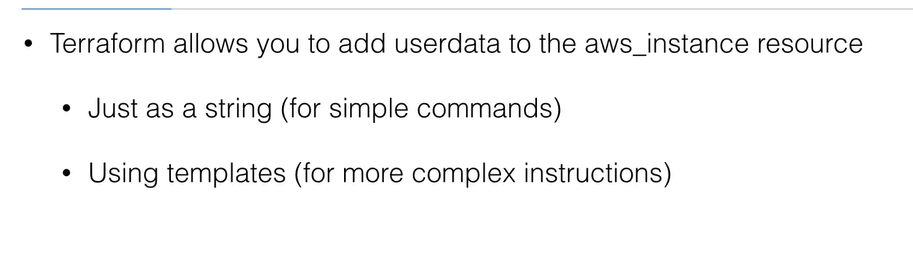 • Terraform allows you to add userdata to the aws_instance resource
• Just as a string (for simple commands)
• Using templates (for more complex instructions)